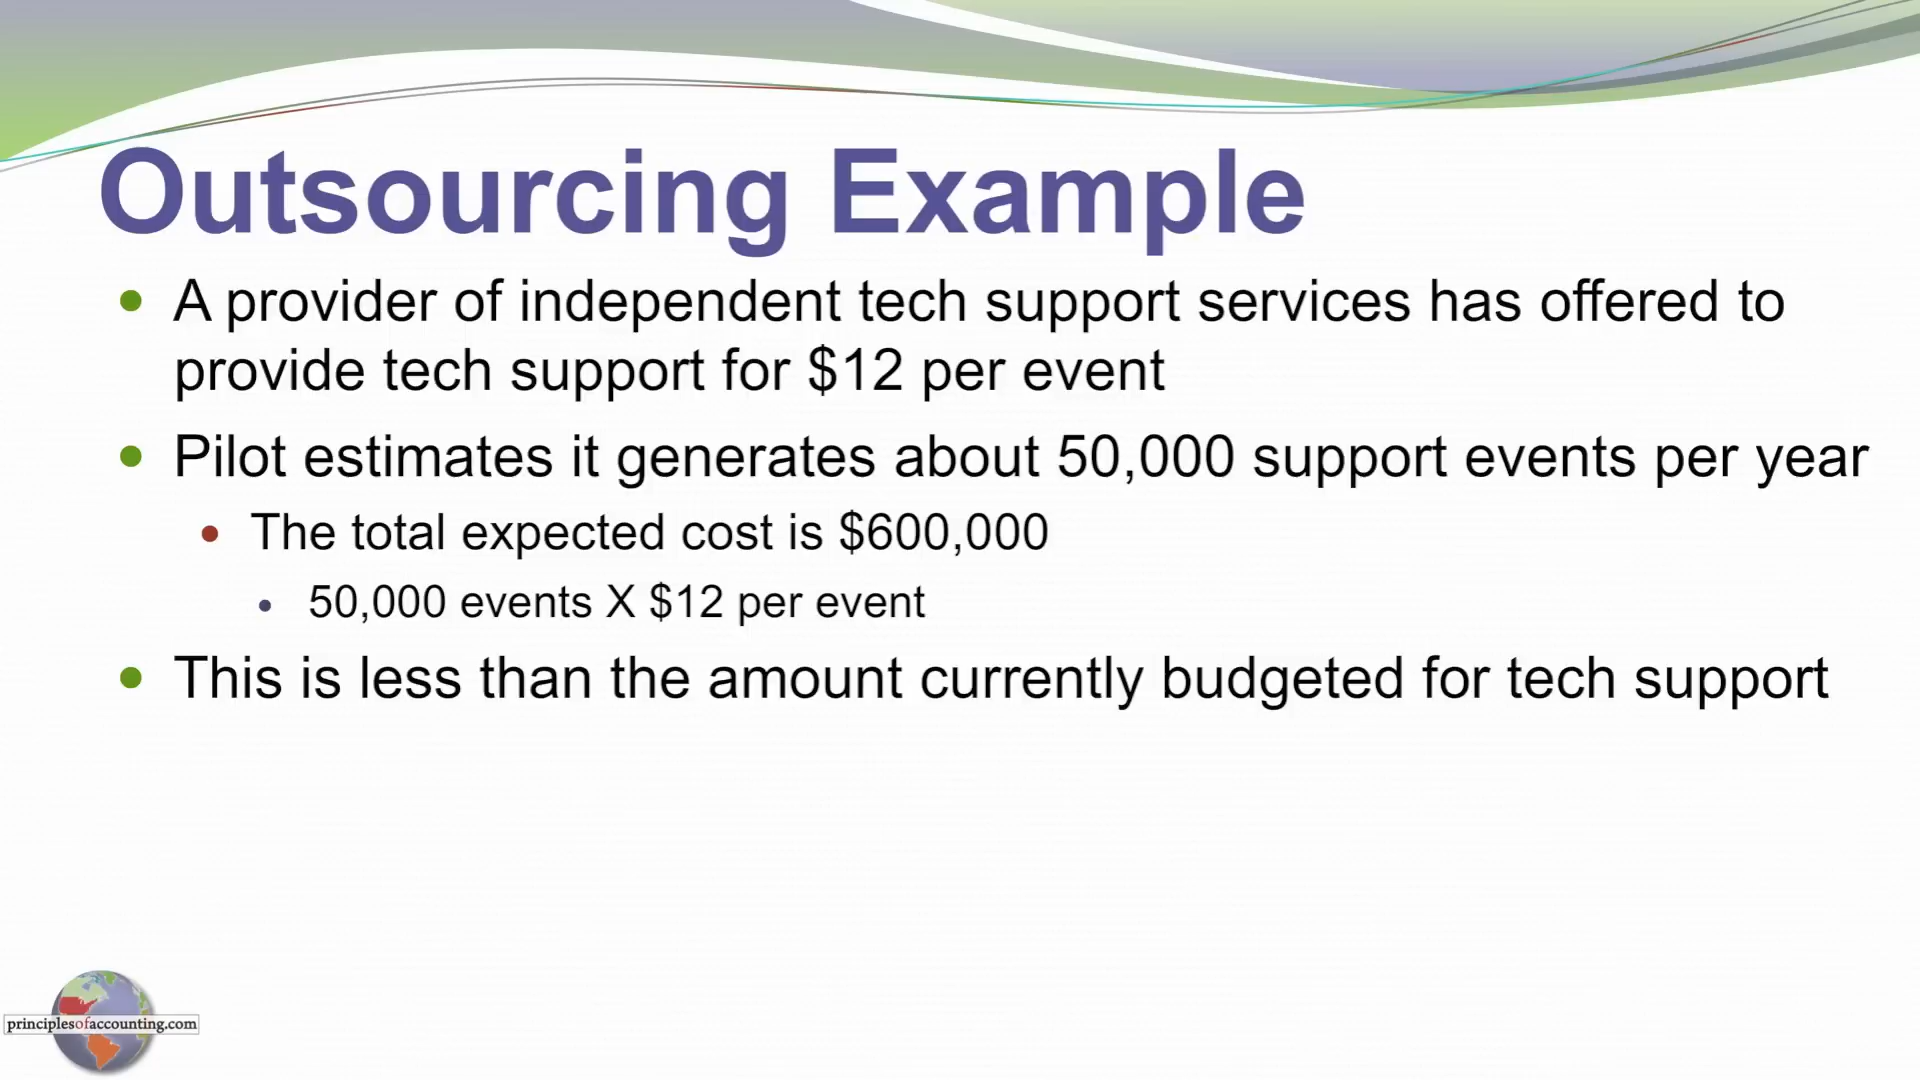 Outsourcing Example
A provider of independent tech support services has offered to
provide tech support for $12 per event
Pilot estimates it generates about 50,000 support events per year
The total expected cost is $600,000
50,000 events X $12 per event
This is less than the amount currently budgeted for tech support
principlesofaccounting.com